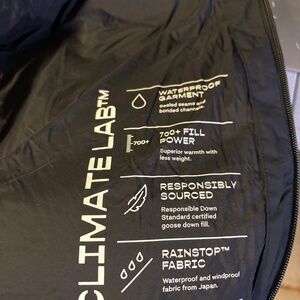 CLIMATE LAB™
WATERPROOF
GARMENT
Sealed seams and
bonded channels.
-700+
700+ FILL
POWER
Superior warmth with
less weight.
RESPONSIBLY
SOURCED
Responsible Down
Standard certified
goose down fill.
RAINSTOP™
FABRIC
Waterproof and windproof
fabric from Japan.